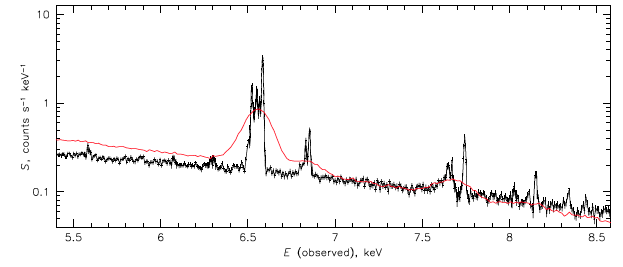 10
1
0.1
S, counts s⁻¹ keV⁻¹
5.5 6 6.5 7 7.5 8 8.5
E (observed), keV